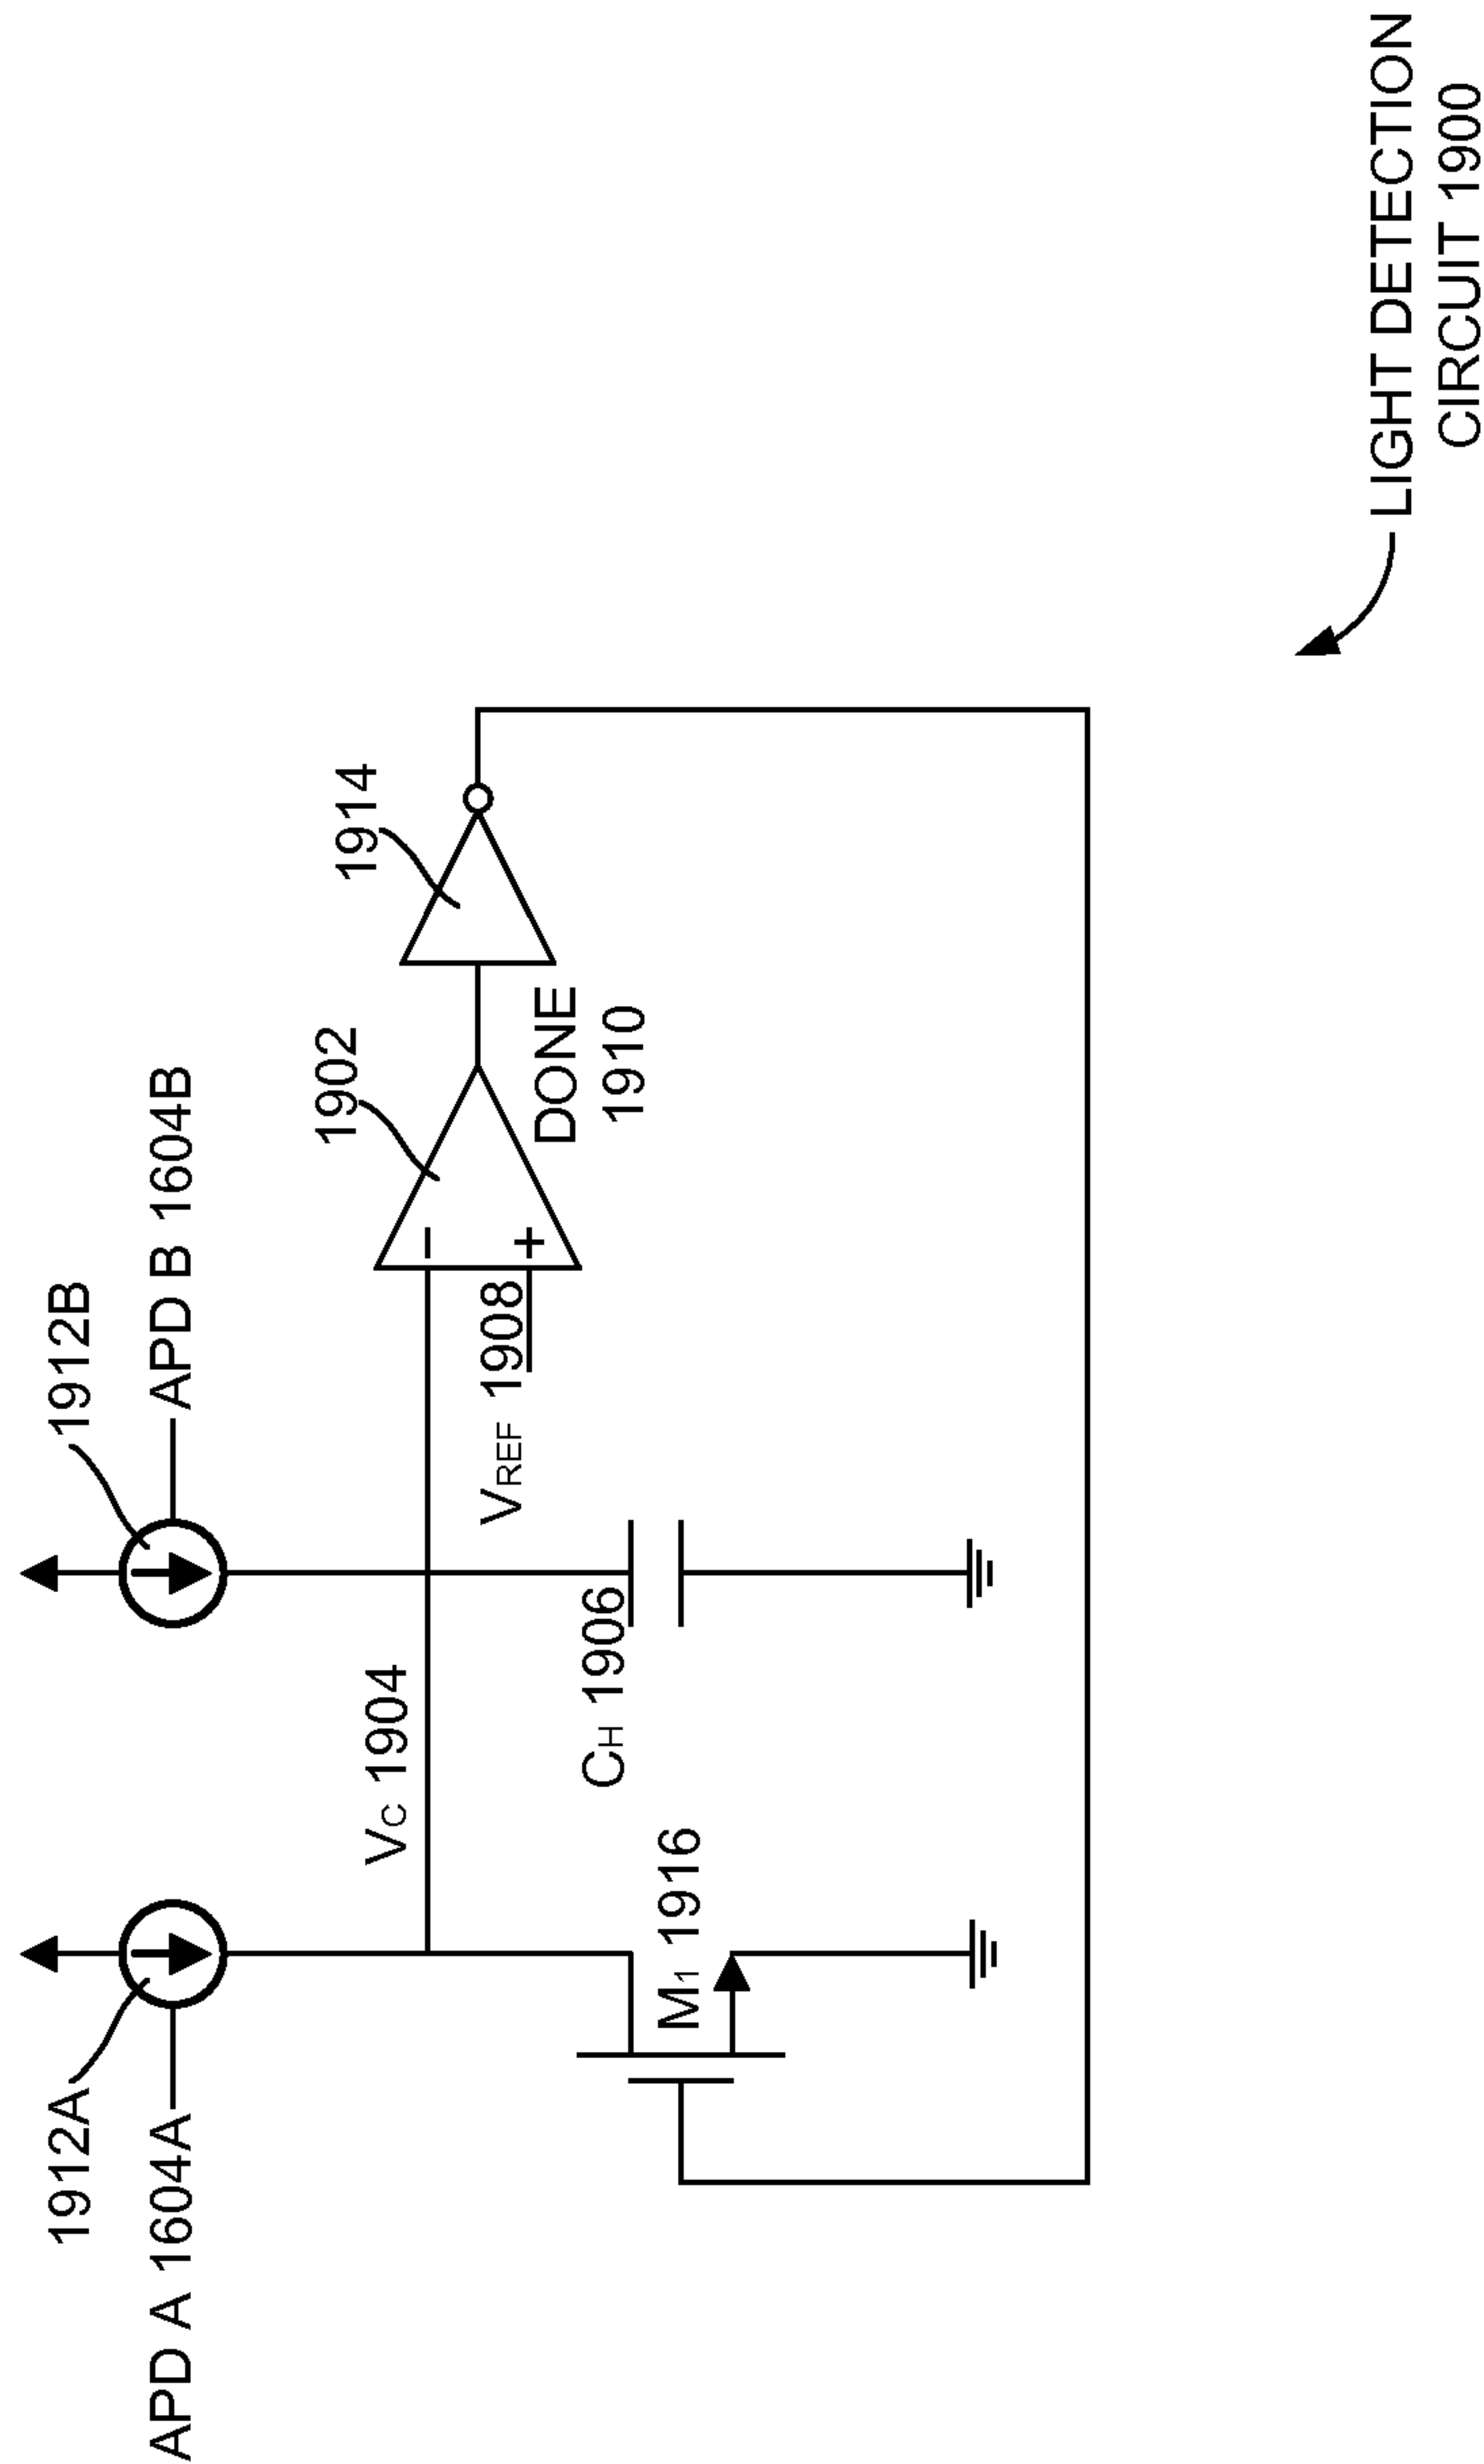 1912A
APD A 1604A
1912B
APD B 1604B
VC 1904
1902
1914
VREF 1908
−
+
DONE
1910
CH 1906
M1 1916
LIGHT DETECTION
CIRCUIT 1900